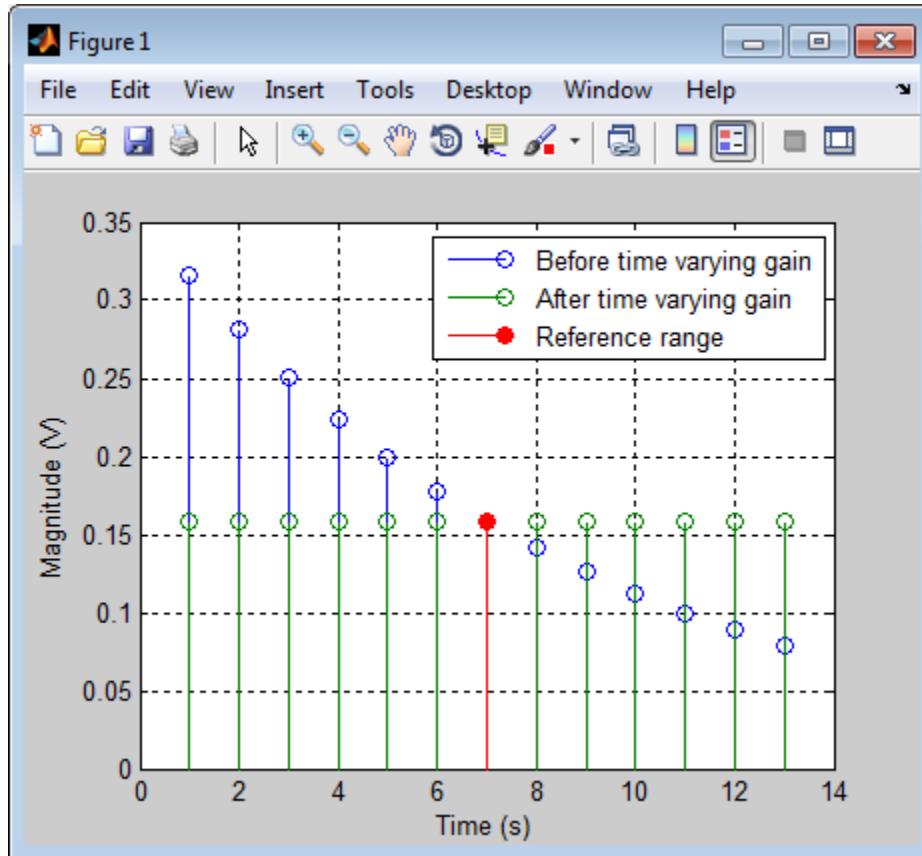 Figure 1
File Edit View Insert Tools Desktop Window Help
0.35
0.3
0.25
0.2
0.15
0.1
0.05
0
Magnitude (V)
Before time varying gain
After time varying gain
Reference range
0 2 4 6 8 10 12 14
Time (s)